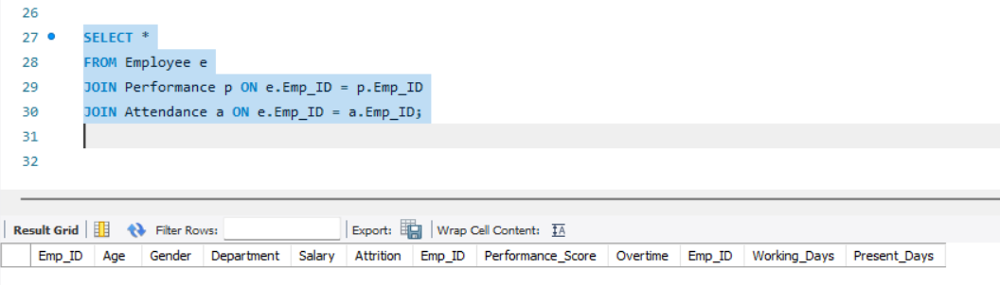 26
27 SELECT *
28 FROM Employee e
29 JOIN Performance p ON e.Emp_ID = p.Emp_ID
30 JOIN Attendance a ON e.Emp_ID = a.Emp_ID;
31
32
Result Grid Filter Rows: Export: Wrap Cell Content: IA
Emp_ID Age Gender Department Salary Attrition Emp_ID Performance_Score Overtime Emp_ID Working_Days Present_Days